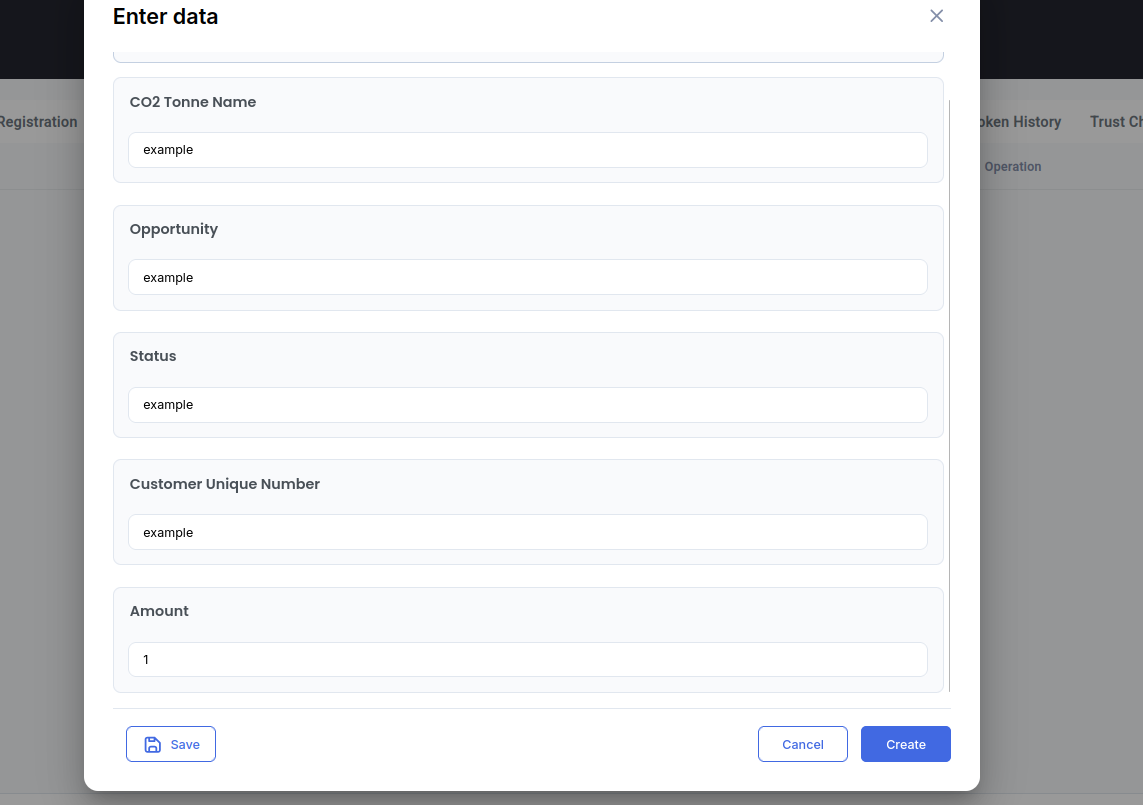 Enter data
Registration
oken History
Trust Ch
Operation
CO2 Tonne Name
example
Opportunity
example
Status
example
Customer Unique Number
example
Amount
1
Save
Cancel
Create